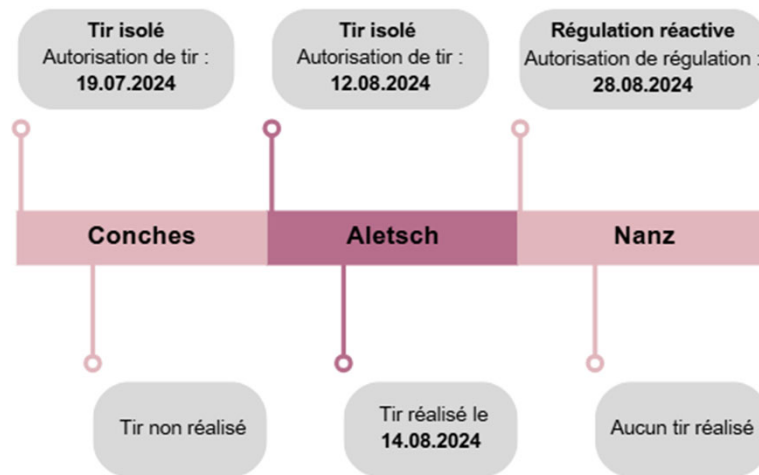 Tir isolé
Autorisation de tir :
19.07.2024
Tir isolé
Autorisation de tir :
12.08.2024
Régulation réactive
Autorisation de régulation :
28.08.2024
Conches
Aletsch
Nanz
Tir non réalisé
Tir réalisé le
14.08.2024
Aucun tir réalisé